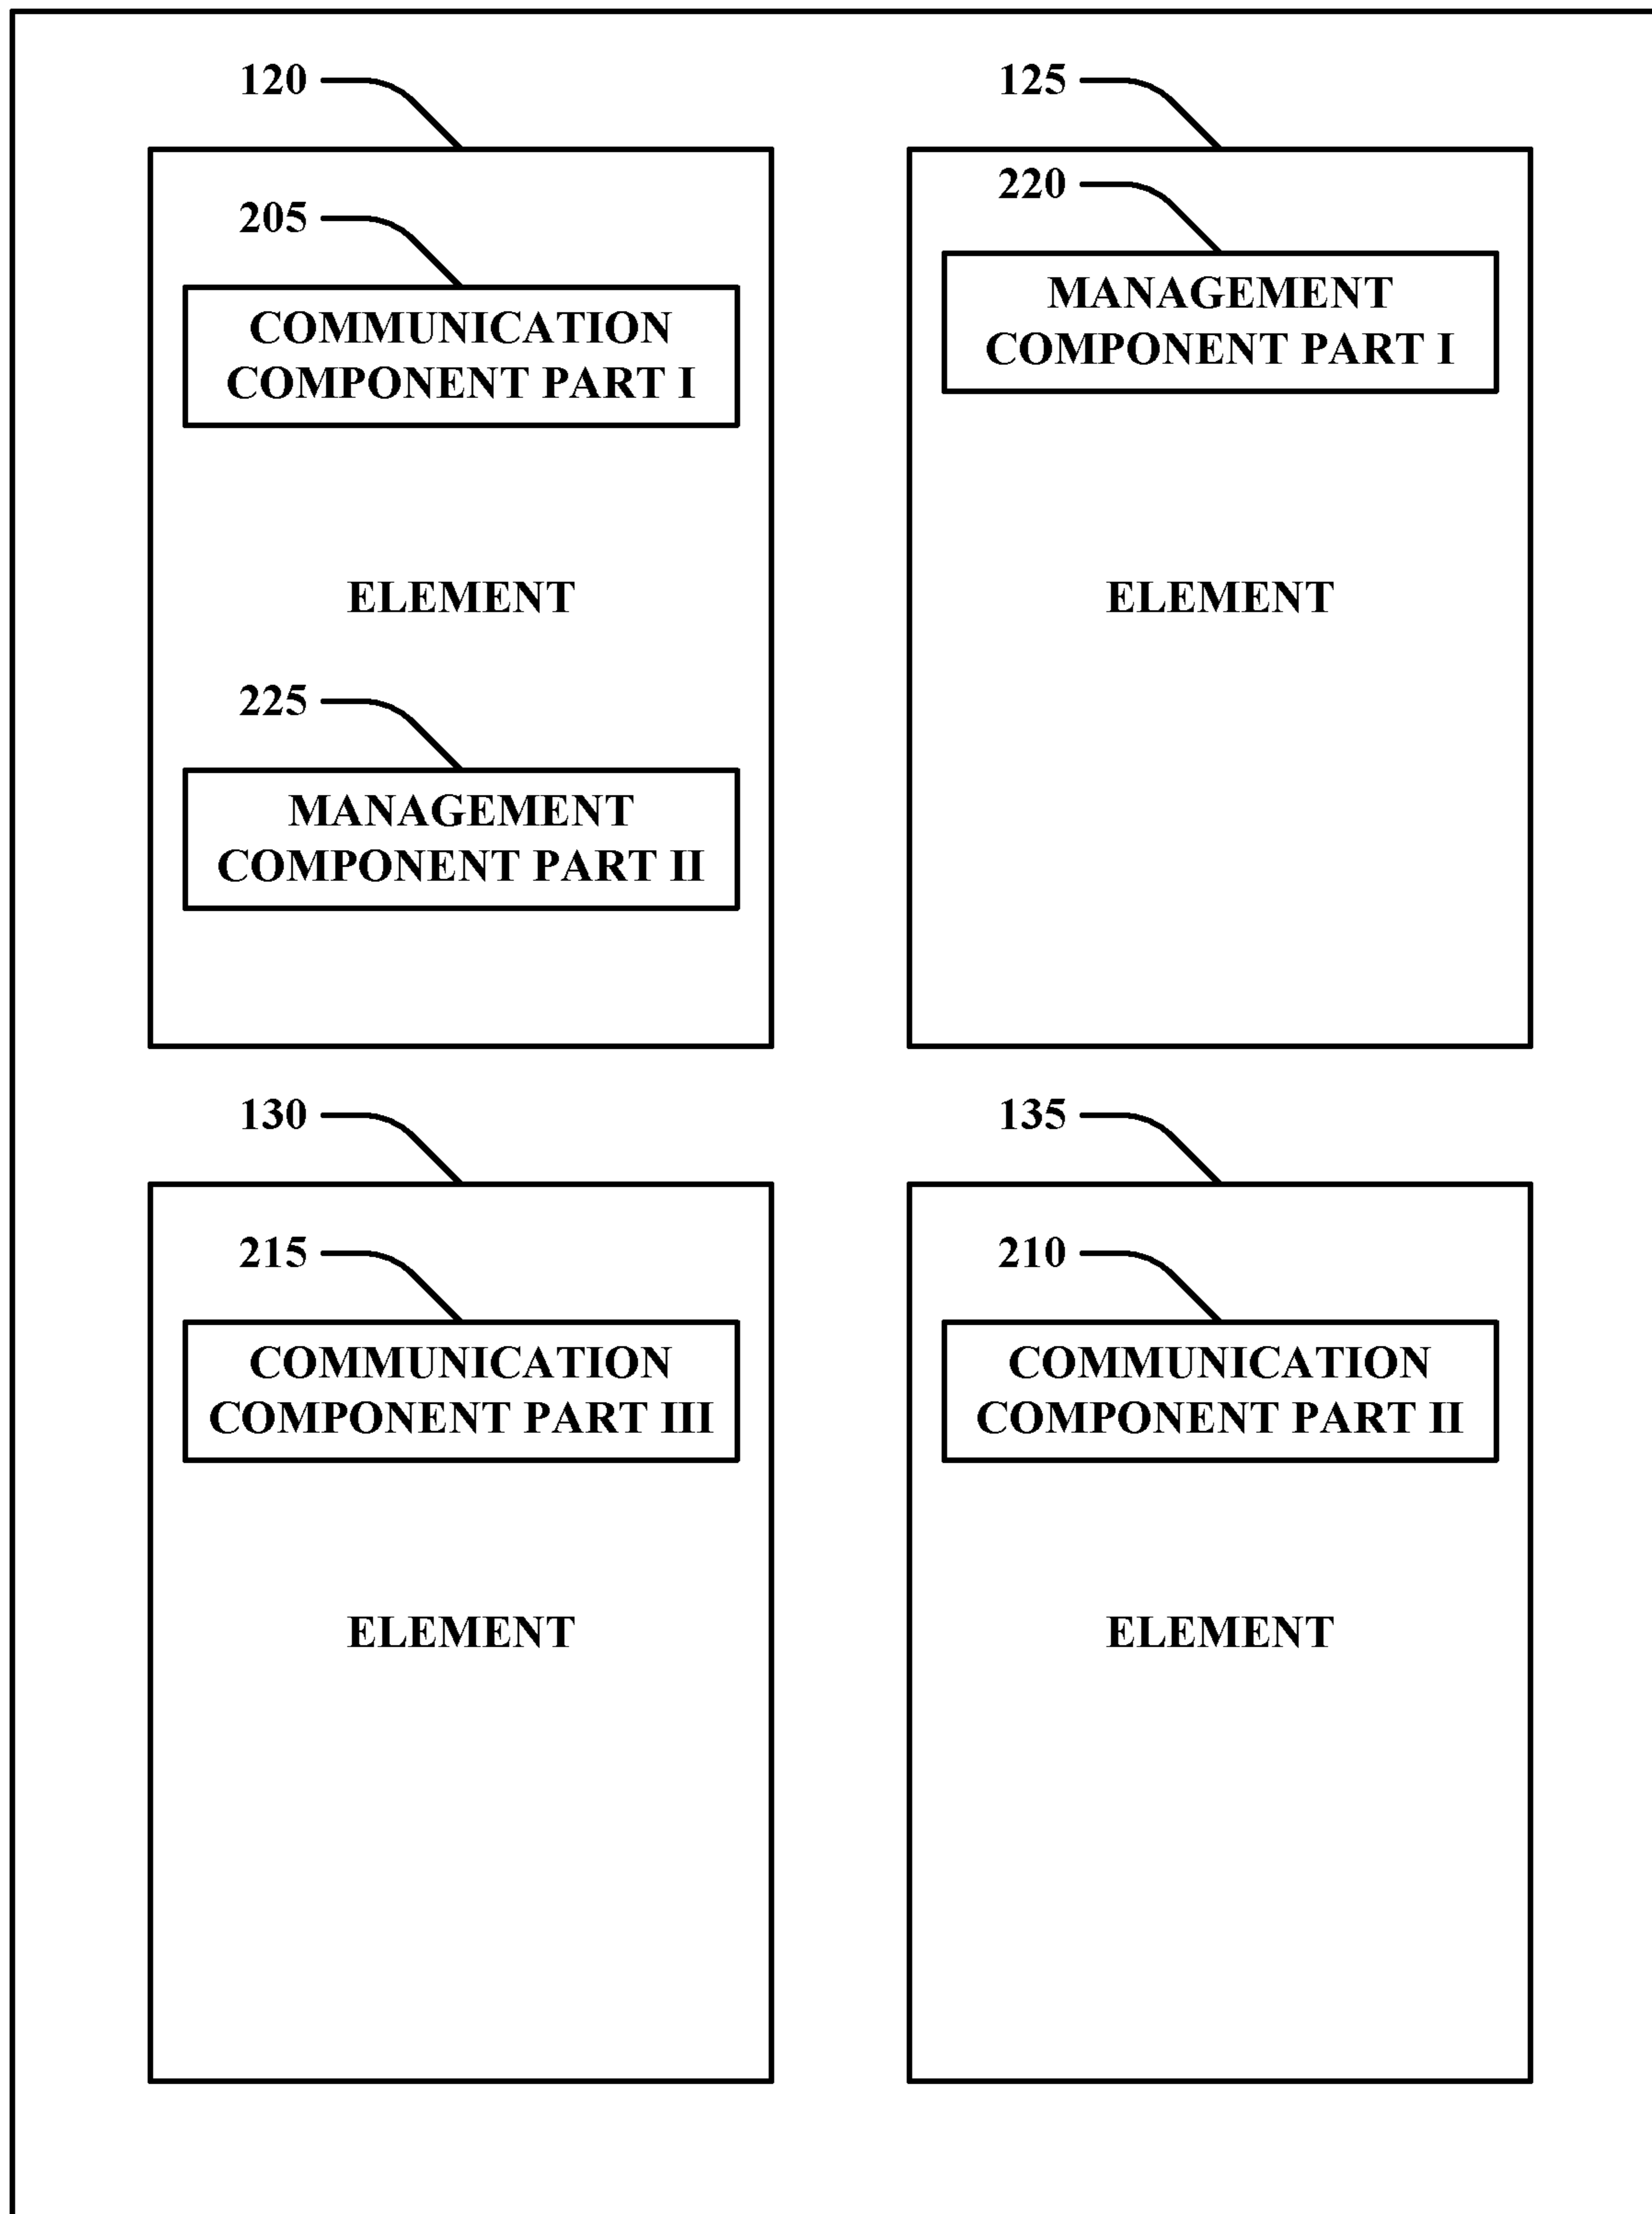 120
205
COMMUNICATION
COMPONENT PART I
ELEMENT
225
MANAGEMENT
COMPONENT PART II
125
220
MANAGEMENT
COMPONENT PART I
ELEMENT
130
215
COMMUNICATION
COMPONENT PART III
ELEMENT
135
210
COMMUNICATION
COMPONENT PART II
ELEMENT